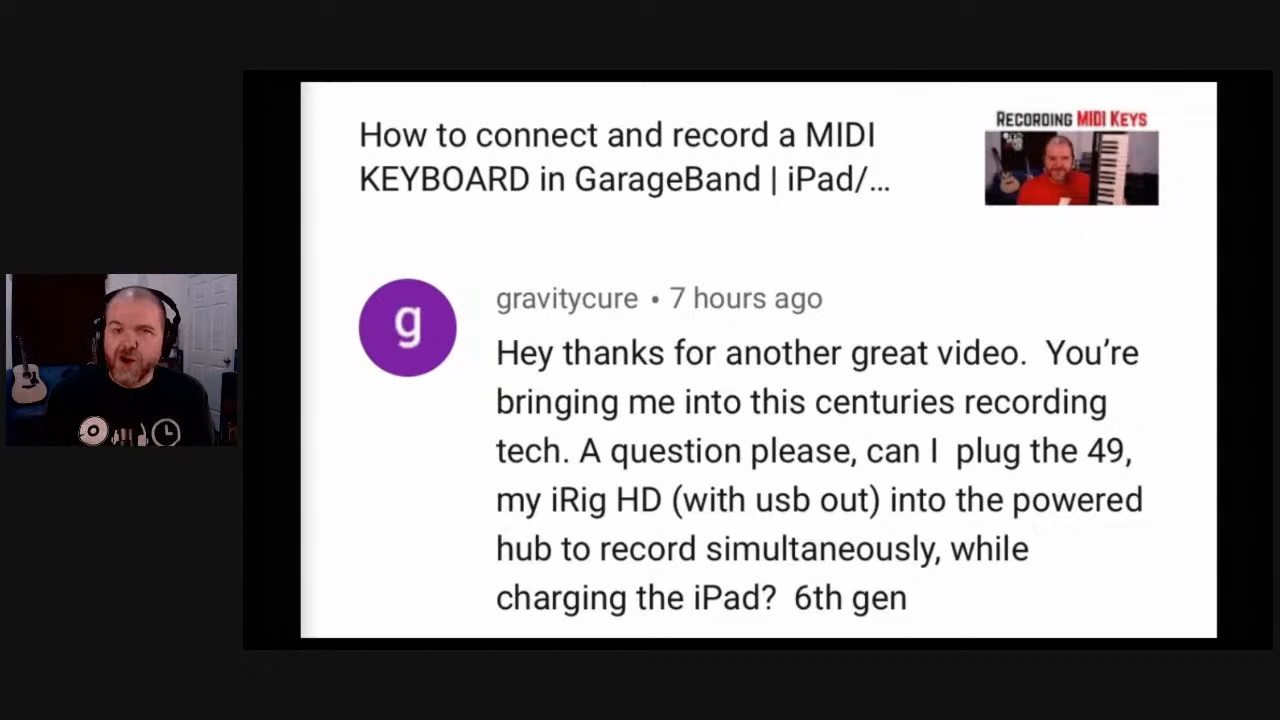 How to connect and record a MIDI
KEYBOARD in GarageBand | iPad/...
RECORDING MIDI KEYS
g
gravitycure • 7 hours ago
Hey thanks for another great video. You're
bringing me into this centuries recording
tech. A question please, can I plug the 49,
my iRig HD (with usb out) into the powered
hub to record simultaneously, while
charging the iPad? 6th gen